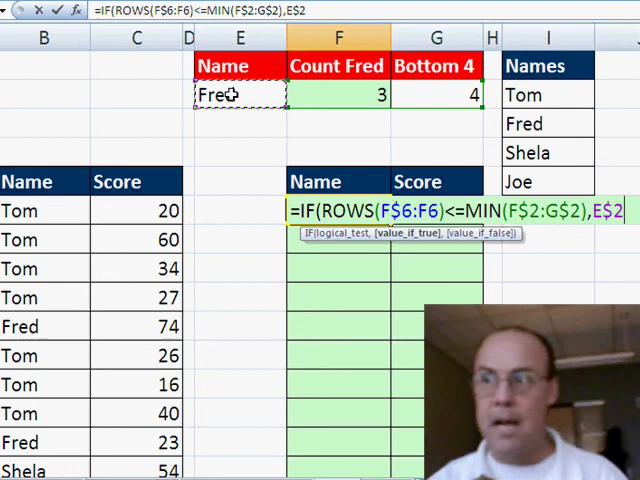 =IF(ROWS(F$6:F6)<=MIN(F$2:G$2),E$2
B C D E F G H I
Name Count Fred Bottom 4 Names
Fre 3 4 Tom
Fred
Shela
Name Score Name Score Joe
Tom 20 =IF(ROWS(F$6:F6)<=MIN(F$2:G$2),E$2
IF(logical_test, [value_if_true], [value_if_false])
Tom 60
Tom 34
Tom 27
Fred 74
Tom 26
Tom 16
Tom 40
Fred 23
Shela 54